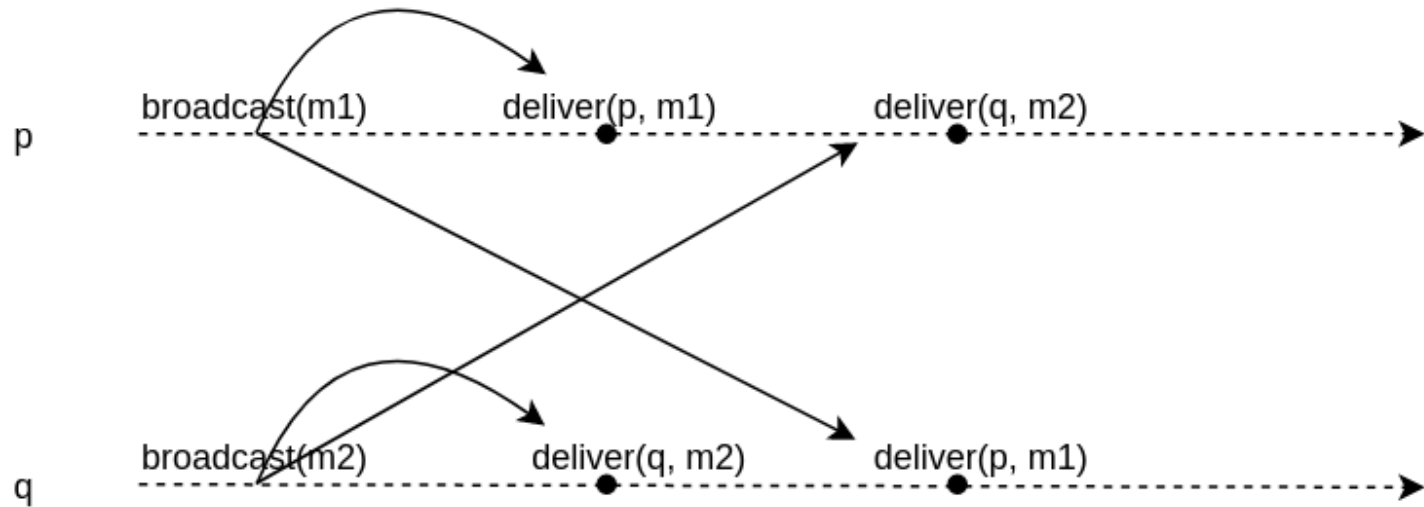 broadcast(m1) deliver(p, m1) deliver(q, m2)
p
broadcast(m2) deliver(q, m2) deliver(p, m1)
q